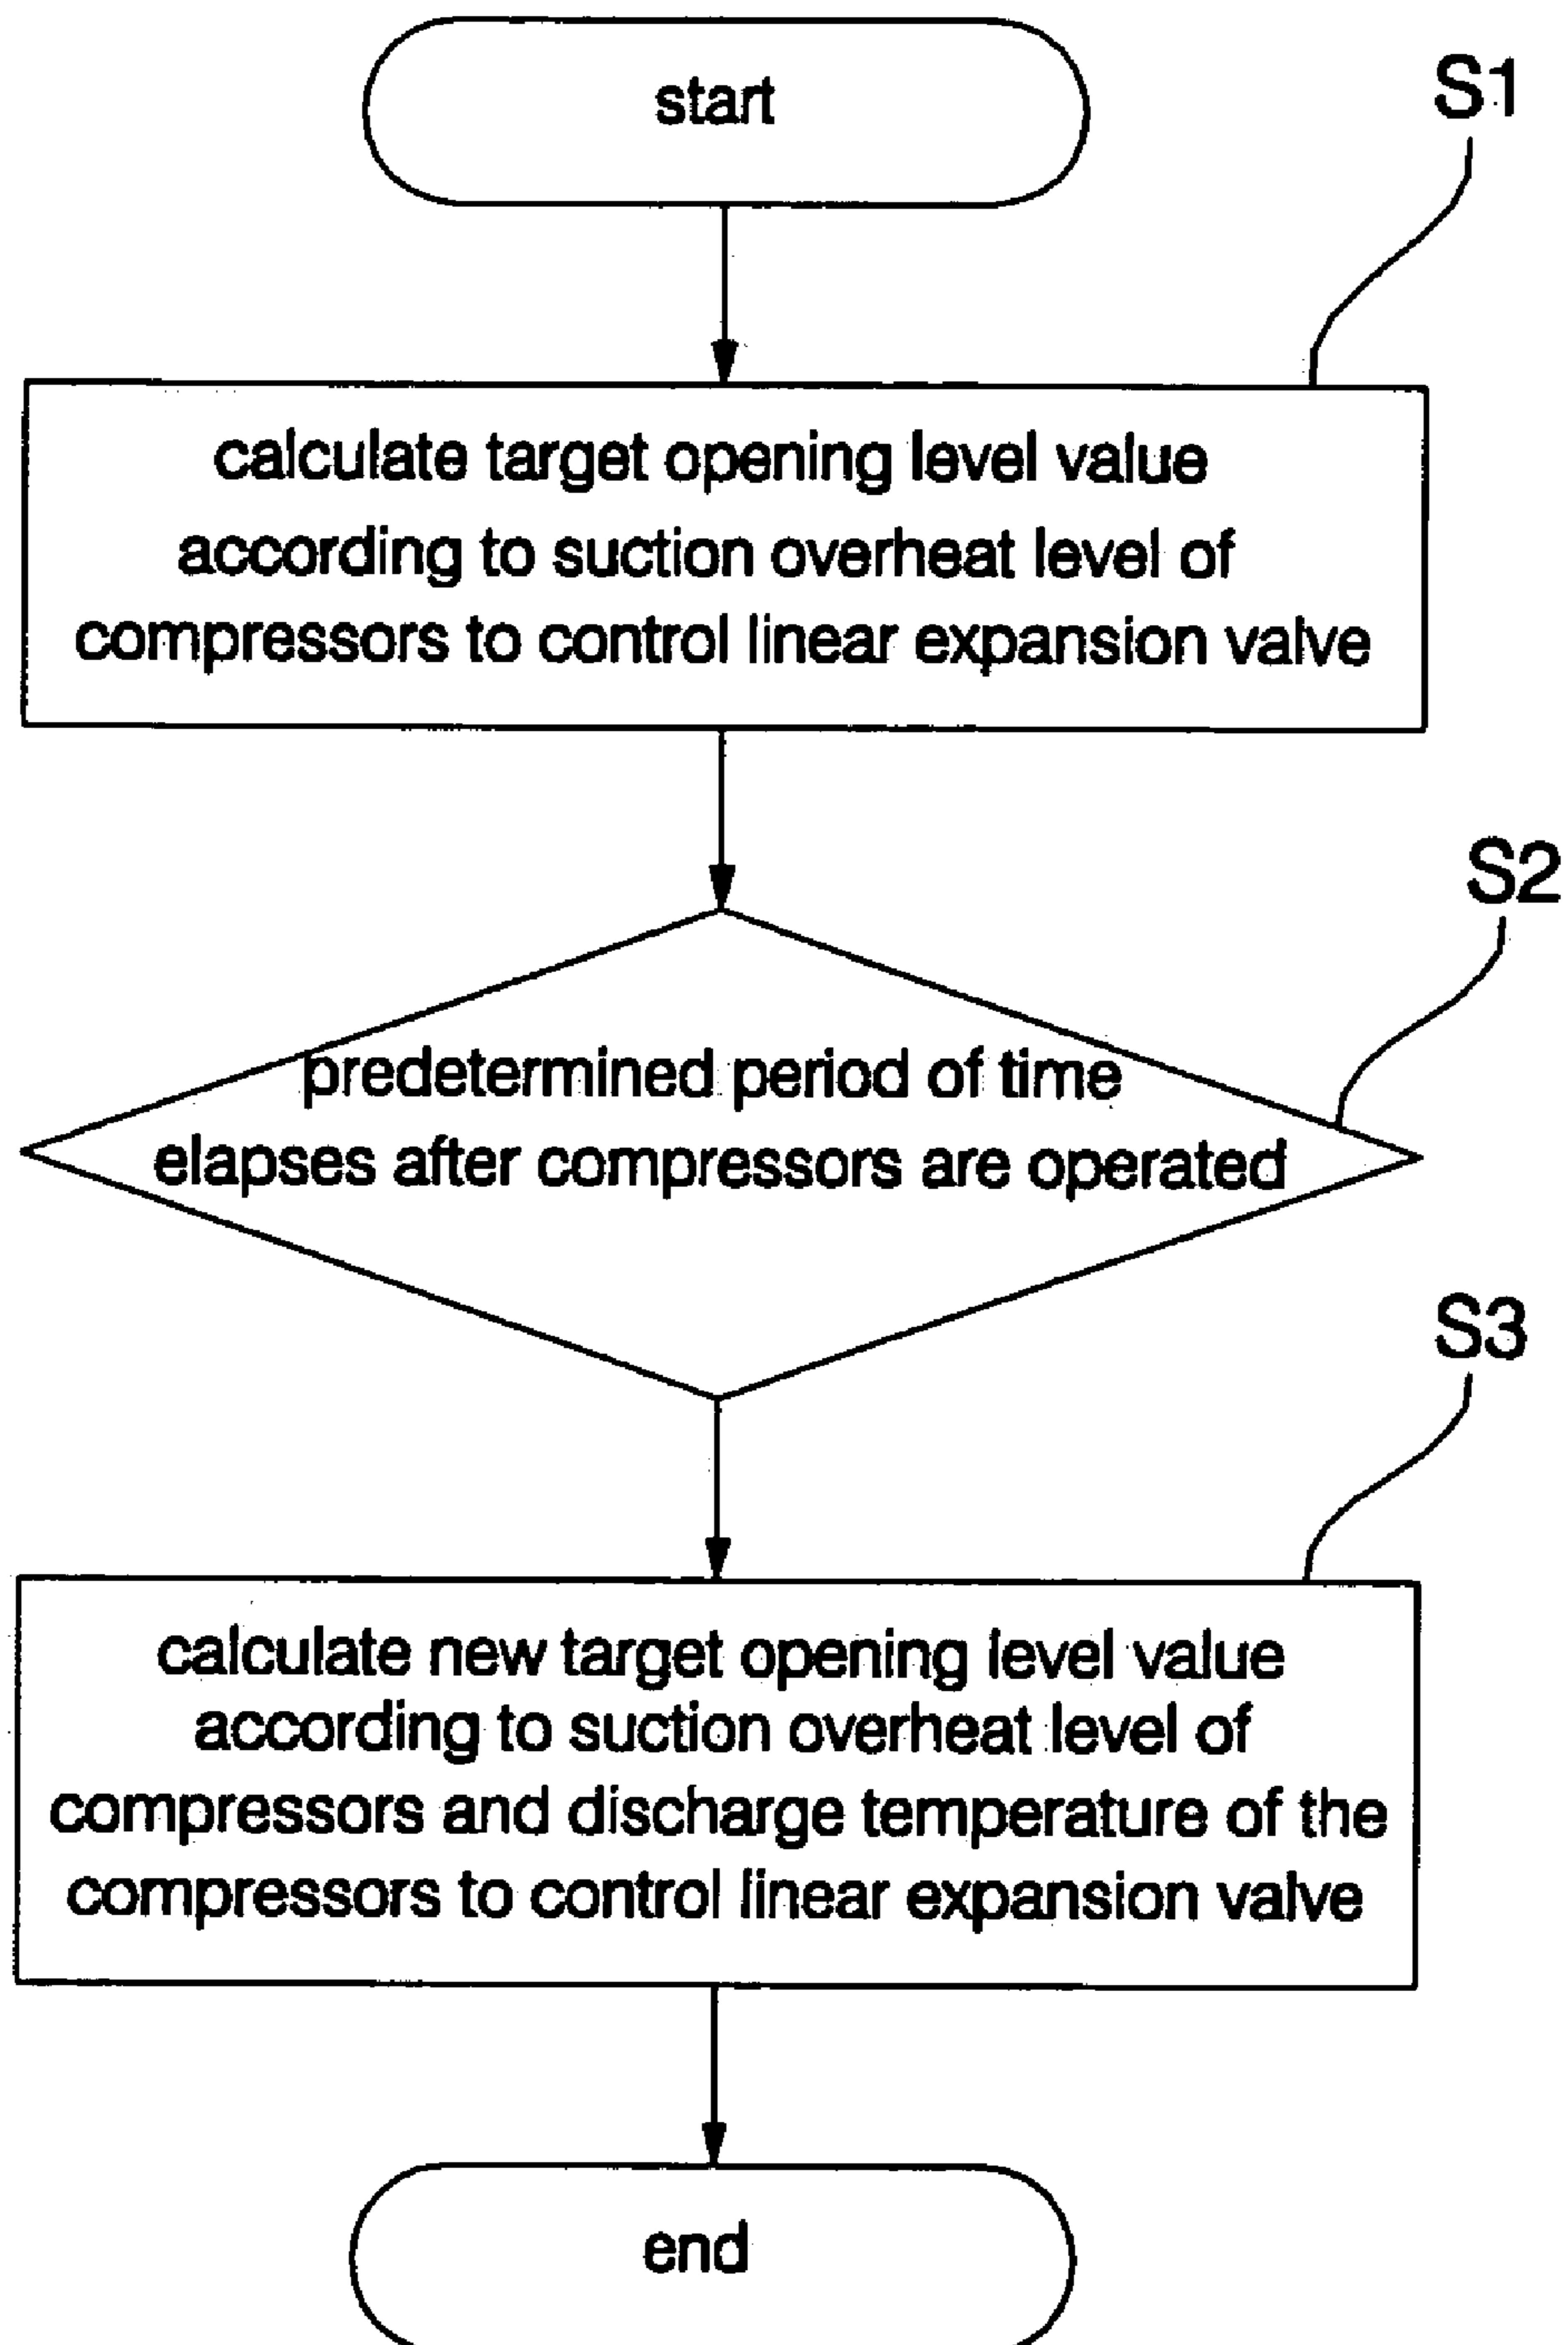 start
S1
calculate target opening level value
according to suction overheat level of
compressors to control linear expansion valve
S2
predetermined period of time
elapses after compressors are operated
S3
calculate new target opening level value
according to suction overheat level of
compressors and discharge temperature of the
compressors to control linear expansion valve
end